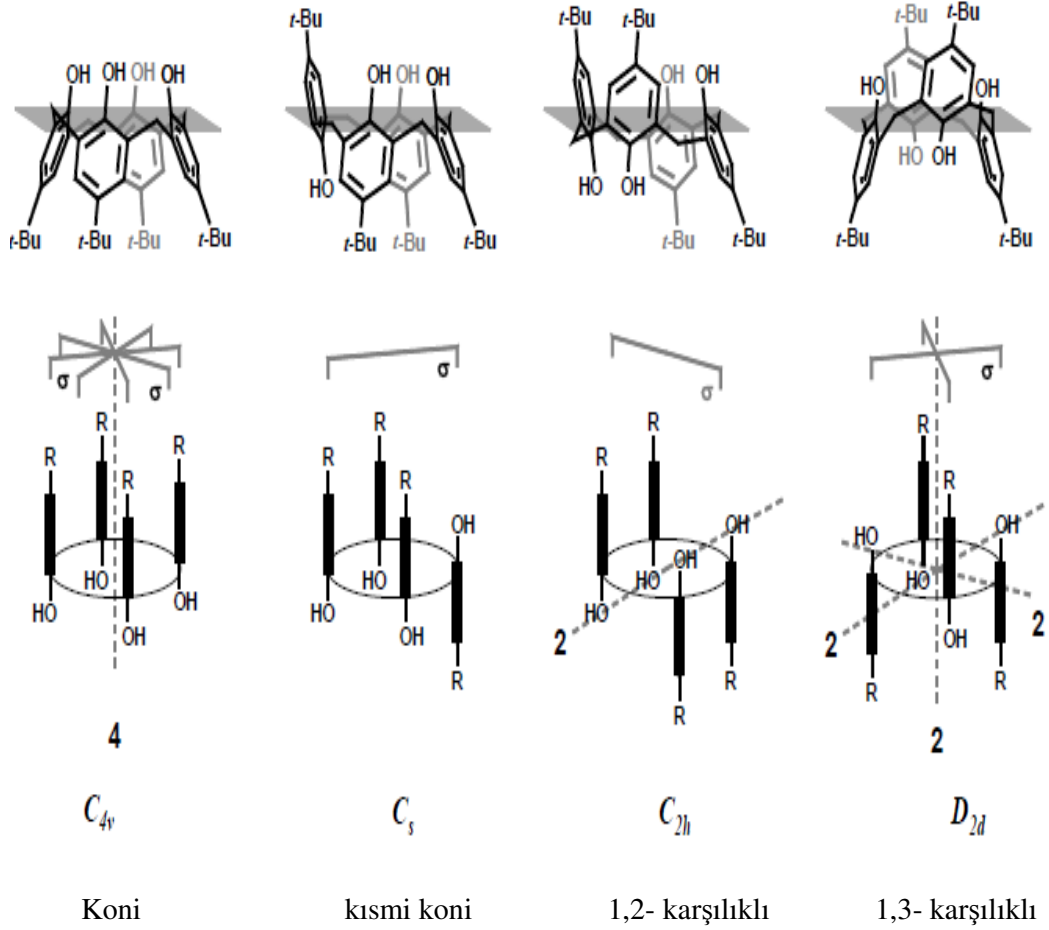 t-Bu
t-Bu t-Bu
t-Bu t-Bu
OH OH OH OH
OH OH OH
OH OH
HO OH
HO
HO OH
HO OH
t-Bu t-Bu t-Bu t-Bu
t-Bu t-Bu t-Bu
t-Bu t-Bu
t-Bu t-Bu
σ σ
σ
σ
σ
R R R R
R R R
R R
R R
HO HO OH OH
HO HO OH OH
HO HO OH OH
HO HO OH OH
R
R R
R R
2
2 2
4
2
C4v
Cs
C2h
D2d
Koni
kısmi koni
1,2- karşılıklı
1,3- karşılıklı